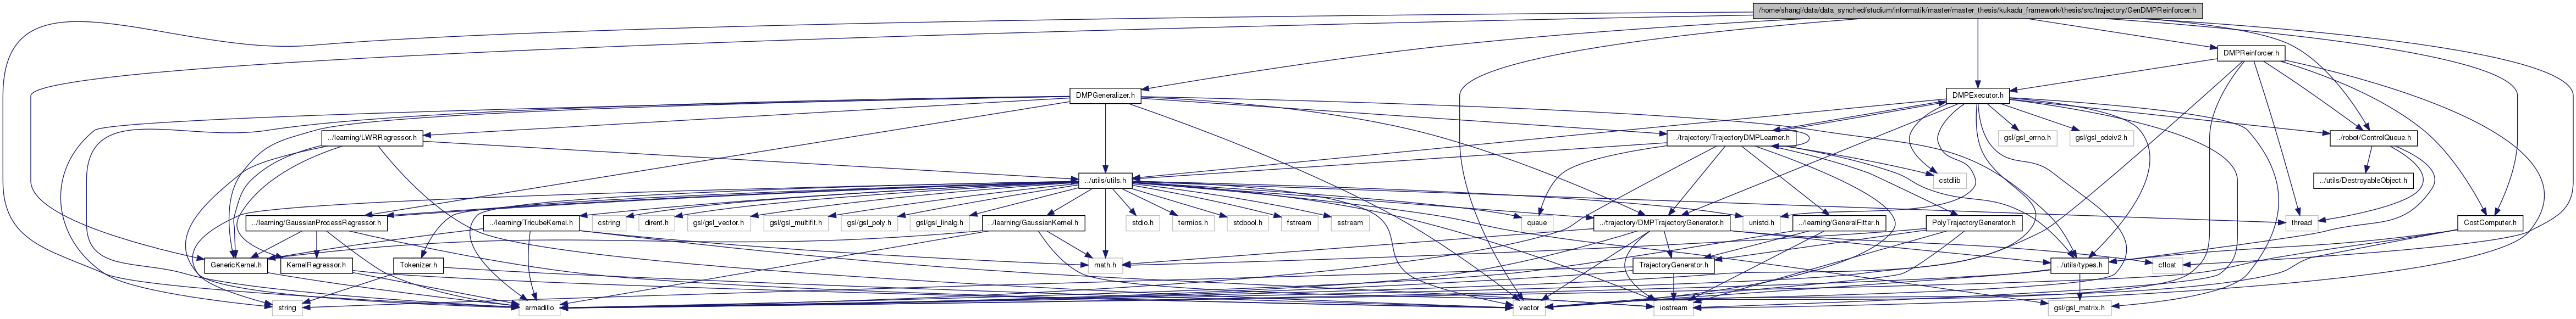 /home/shangl/data/data_synched/studium/informatik/master/master_thesis/kukadu_framework/thesis/src/trajectory/GenDMPReinforcer.h
DMPReinforcer.h
DMPGeneralizer.h
DMPExecutor.h
../learning/LWRRegressor.h
../trajectory/TrajectoryDMPLearner.h
gsl/gsl_errno.h
gsl/gsl_odeiv2.h
../robot/ControlQueue.h
../utils/utils.h
cstdlib
../utils/DestroyableObject.h
../learning/GaussianProcessRegressor.h
../learning/TricubeKernel.h
cstring
dirent.h
gsl/gsl_vector.h
gsl/gsl_multifit.h
gsl/gsl_poly.h
gsl/gsl_linalg.h
../learning/GaussianKernel.h
stdio.h
termios.h
stdbool.h
fstream
sstream
queue
../trajectory/DMPTrajectoryGenerator.h
unistd.h
../learning/GeneralFitter.h
PolyTrajectoryGenerator.h
thread
CostComputer.h
GenericKernel.h
KernelRegressor.h
Tokenizer.h
math.h
TrajectoryGenerator.h
../utils/types.h
cfloat
string
armadillo
vector
iostream
gsl/gsl_matrix.h